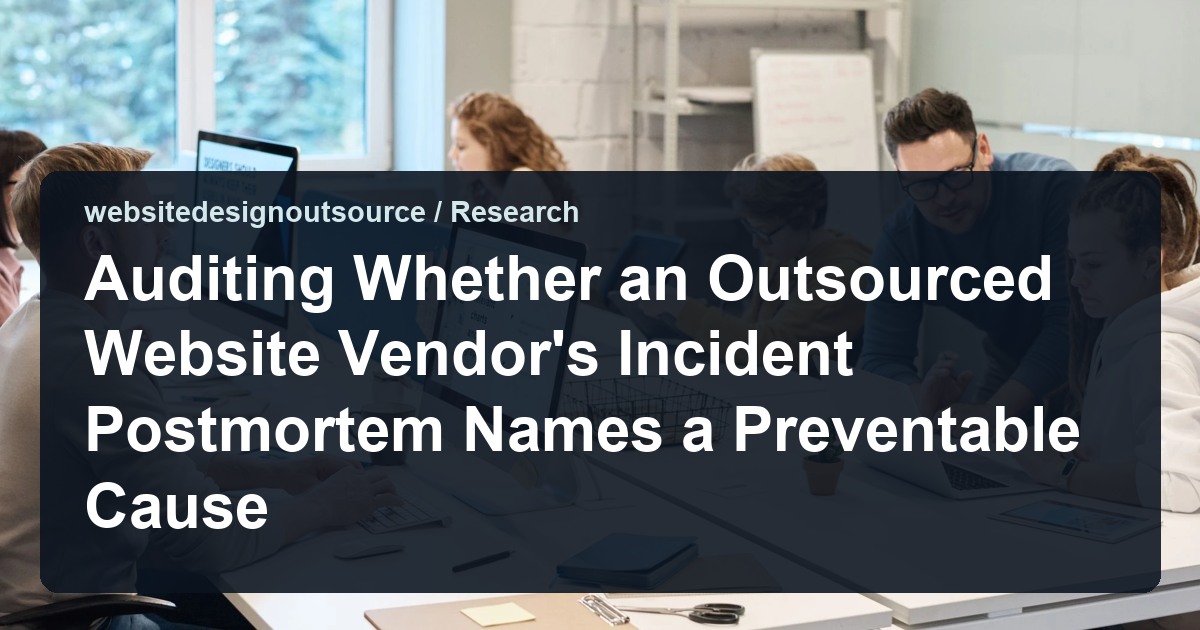 websitedesignoutsource / Research
Auditing Whether an Outsourced
Website Vendor's Incident
Postmortem Names a Preventable
Cause